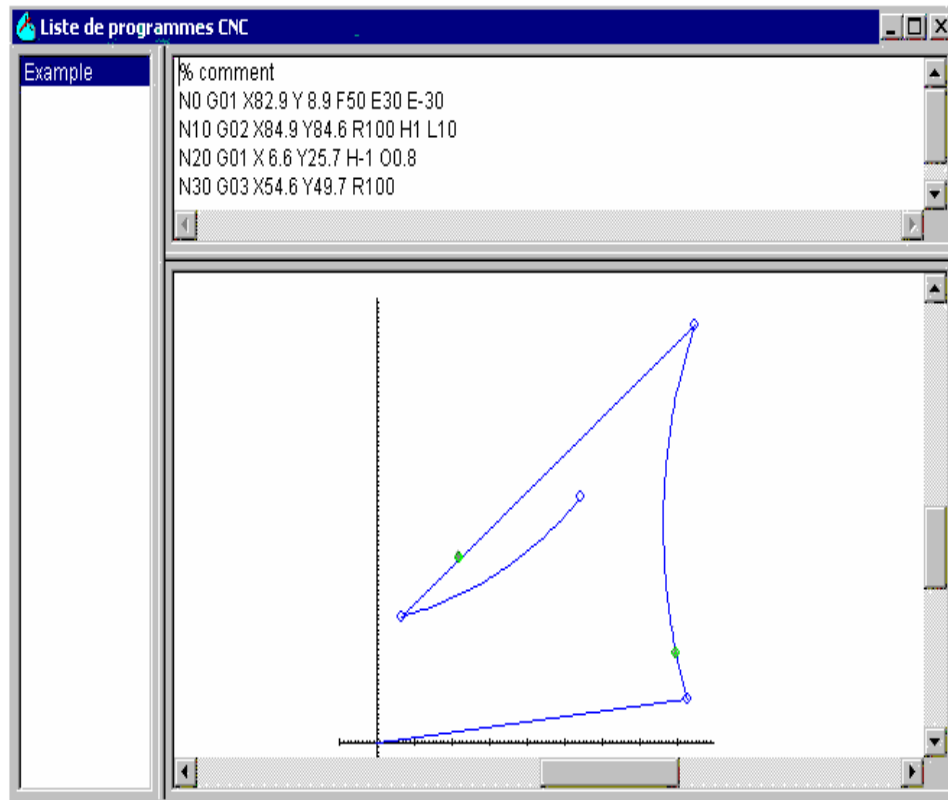 Liste de programmes CNC
Example
% comment
N0 G01 X82.9 Y 8.9 F50 E30 E-30
N10 G02 X84.9 Y84.6 R100 H1 L10
N20 G01 X 6.6 Y25.7 H-1 O0.8
N30 G03 X54.6 Y49.7 R100